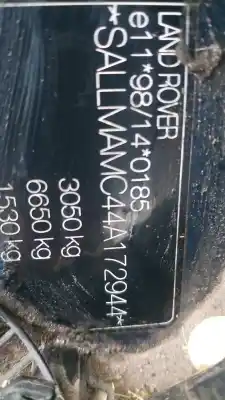 LAND ROVER
e11*98/14*0185
*SALLMAMC44A172944*
3050 kg
6650 kg
1530 kg